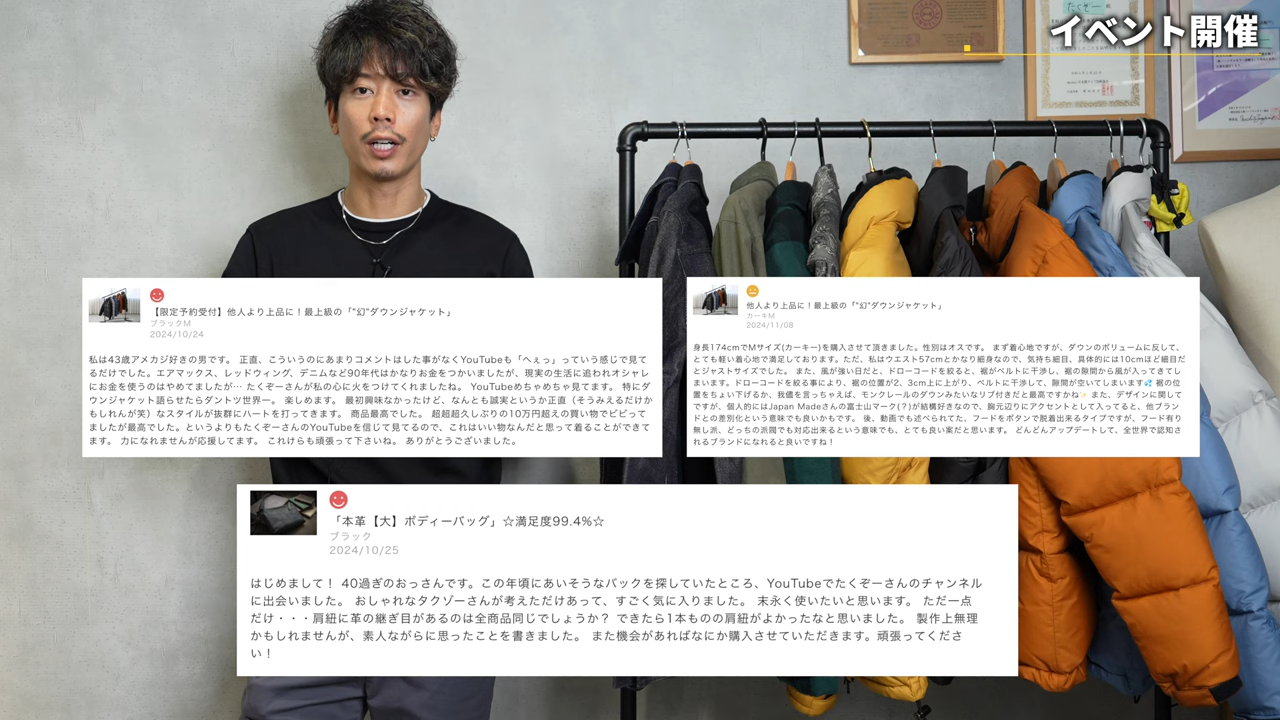 たくぞー 殿
イベント開催
【限定予約受付】他人より上品に!最上級の「"幻"ダウンジャケット」
ブラックM
2024/10/24
私は43歳アメカジ好きの男です。 正直、こういうのにあまりコメントはした事がなくYouTubeも「へぇっ」っていう感じで見て
るだけでした。エアマックス、レッドウィング、デニムなど90年代はかなりお金をつかいましたが、現実の生活に追われオシャレ
にお金を使うのはやめてましたが… たくぞーさんが私の心に火をつけてくれましたね。 YouTubeめちゃめちゃ見てます。 特にダ
ウンジャケット語らせたらダントツ世界一。 楽しめます。 最初興味なかったけど、なんとも誠実というか正直(そうみえるだけか
もしれんが笑)なスタイルが抜群にハートを打ってきます。 商品最高でした。 超超超久しぶりの10万円超えの買い物でビビって
ましたが最高でした。というよりもたくぞーさんのYouTube信じて見てるので、これはいい物なんだと思って着ることができて
ます。 力になれませんが応援してます。 これけらも頑張って下さいね。 ありがとうございました。
他人より上品に!最上級の「"幻"ダウンジャケット」
カーキM
2024/11/08
身長174cmでMサイズ(カーキー)を購入させて頂きました。性別はオスです。 まず着心地ですが、ダウンのボリュームに反して、
とても軽い着心地で満足しております。ただ、私はウエスト57cmとかなり細身なので、気持ち細目、具体的には10cmほど細目だ
とジャストサイズでした。 また、風が強い日だと、ドローコードを絞ると、裾がベルトに干渉し、裾の隙間から風が入ってきてし
まいます。ドローコードを絞る事により、裾の位置が2、3cm上に上がり、ベルトに干渉して、隙間が空いてしまいます💦 裾の位
置をちょい下げるか、我儘を言っちゃえば、モンクレールのダウンみたいなリブ付きだと最高ですかね✨ また、デザインに関して
ですが、個人的にはJapan Madeさんの富士山マーク(?)が結構好きなので、胸元辺りにアクセントとして入ってると、他ブラン
ドとの差別化という意味でも良いかもです。 後、動画でも述べられてた、フードをボタンで脱着出来るタイプですが、フード有り
無し派、どっちの派閥でも対応出来るという意味でも、とても良い案だと思います。 どんどんアップデートして、全世界で認知さ
れるブランドになれると良いですね!
「本革【大】ボディーバッグ」☆満足度99.4%☆
ブラック
2024/10/25
はじめまして! 40過ぎのおっさんです。この年頃にあいそうなバックを探していたところ、YouTubeでたくぞーさんのチャンネル
に出会いました。 おしゃれなタクゾーさんが考えただけあって、すごく気に入りました。 末永く使いたいと思います。 ただ一点
だけ・・・肩紐に革の継ぎ目があるのは全商品同じでしょうか? できたら1本ものの肩紐がよかったなと思いました。 製作上無理
かもしれませんが、素人ながらに思ったことを書きました。 また機会があればなにか購入させていただきます。頑張ってくださ
い!